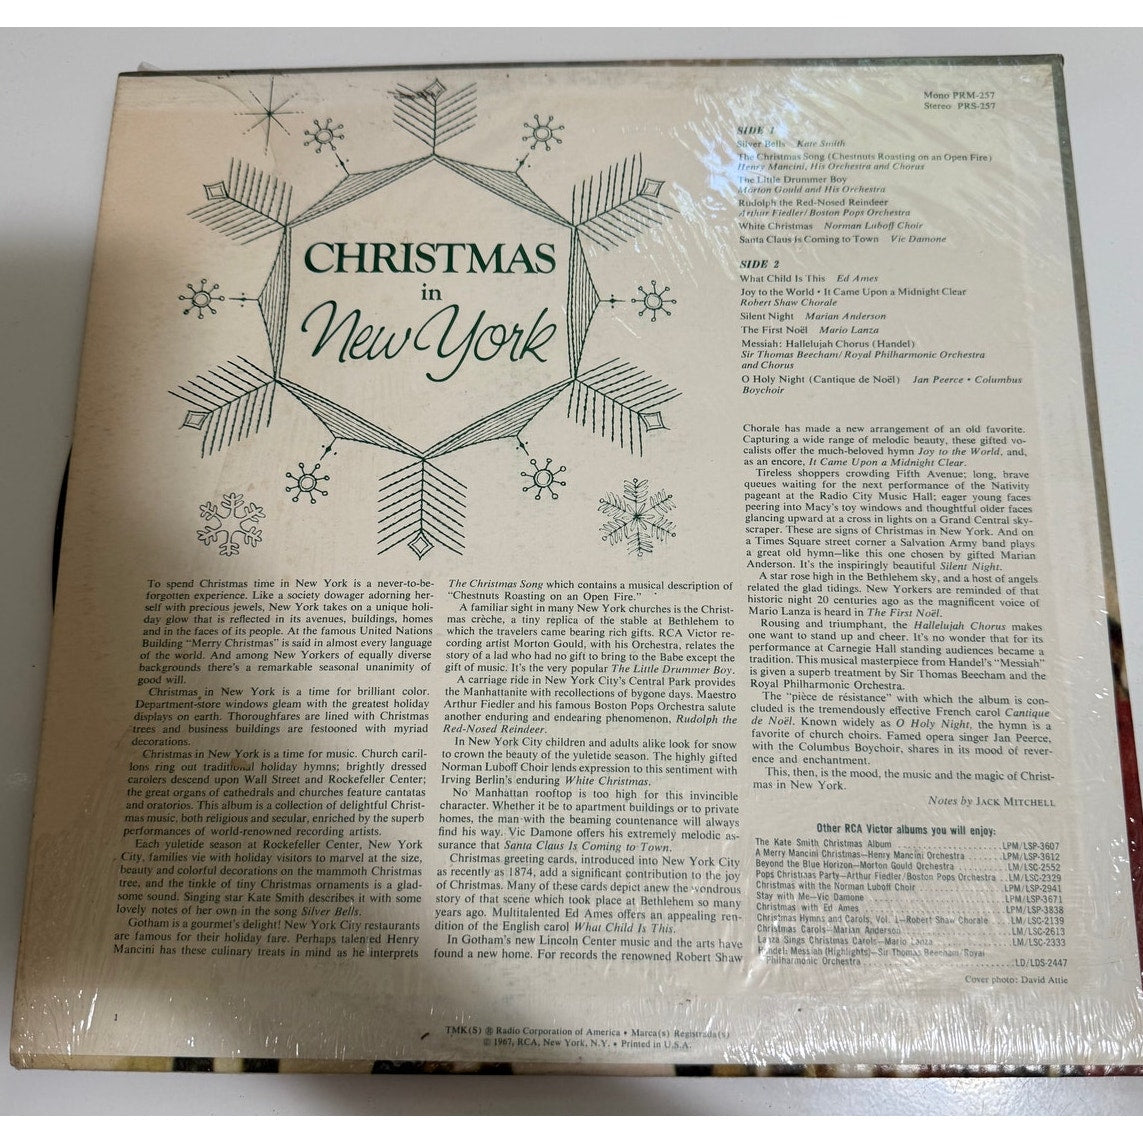 Mono PRM-257
Stereo PRS-257
CHRISTMAS
in
New York
SIDE 1
Silver Bells Kate Smith
The Christmas Song (Chestnuts Roasting on an Open Fire)
Henry Mancini, His Orchestra and Chorus
The Little Drummer Boy
Morton Gould and His Orchestra
Rudolph the Red-Nosed Reindeer
Arthur Fiedler/Boston Pops Orchestra
White Christmas Norman Luboff Choir
Santa Claus Is Coming to Town Vic Damone
SIDE 2
What Child Is This Ed Ames
Joy to the World • It Came Upon a Midnight Clear
Robert Shaw Chorale
Silent Night Marian Anderson
The First Noël Mario Lanza
Messiah: Hallelujah Chorus (Handel)
Sir Thomas Beecham/Royal Philharmonic Orchestra
and Chorus
O Holy Night (Cantique de Noël) Jan Peerce • Columbus
Boychoir
To spend Christmas time in New York is a never-to-be-
forgotten experience. Like a society dowager adorning her-
self with precious jewels, New York takes on a unique holi-
day glow that is reflected in its avenues, buildings, homes
and in the faces of its people. At the famous United Nations
Building “Merry Christmas” is said in almost every language
of the world. And among New Yorkers of equally diverse
backgrounds there's a remarkable seasonal unanimity of
good will.
Christmas in New York is a time for brilliant color.
Department-store windows gleam with the greatest holiday
displays on earth. Thoroughfares are lined with Christmas
trees and business buildings are festooned with myriad
decorations.
Christmas in New York is a time for music. Church caril-
lons ring out traditional holiday hymns; brightly dressed
carolers descend upon Wall Street and Rockefeller Center;
the great organs of cathedrals and churches feature cantatas
and oratorios. This album is a collection of delightful Christ-
mas music, both religious and secular, enriched by the superb
performances of world-renowned recording artists.
Each yuletide season at Rockefeller Center, New York
City, families vie with holiday visitors to marvel at the size,
beauty and colorful decorations on the mammoth Christmas
tree, and the tinkle of tiny Christmas ornaments is a glad-
some sound. Singing star Kate Smith describes it with some
lovely notes of her own in the song Silver Bells.
Gotham is a gourmet's delight! New York City restaurants
are famous for their holiday fare. Perhaps talented Henry
Mancini has these culinary treats in mind as he interprets
The Christmas Song which contains a musical description of
“Chestnuts Roasting on an Open Fire.”
A familiar sight in many New York churches is the Christ-
mas crèche, a tiny replica of the stable at Bethlehem to
which the travelers came bearing rich gifts. RCA Victor re-
cording artist Morton Gould, with his Orchestra, relates the
story of a lad who had no gift to bring to the Babe except the
gift of music. It's the very popular The Little Drummer Boy.
A carriage ride in New York City's Central Park provides
the Manhattanite with recollections of bygone days. Maestro
Arthur Fiedler and his famous Boston Pops Orchestra salute
another enduring and endearing phenomenon, Rudolph the
Red-Nosed Reindeer.
In New York City children and adults alike look for snow
to crown the beauty of the yuletide season. The highly gifted
Norman Luboff Choir lends expression to this sentiment with
Irving Berlin's enduring White Christmas.
No Manhattan rooftop is too high for this invincible
character. Whether it be to apartment buildings or to private
homes, the man with the beaming countenance will always
find his way. Vic Damone offers his extremely melodic as-
surance that Santa Claus Is Coming to Town.
Christmas greeting cards, introduced into New York City
as recently as 1874, add a significant contribution to the joy
of Christmas. Many of these cards depict anew the wondrous
story of that scene which took place at Bethlehem so many
years ago. Multitalented Ed Ames offers an appealing ren-
dition of the English carol What Child Is This.
In Gotham's new Lincoln Center music and the arts have
found a new home. For records the renowned Robert Shaw
Chorale has made a new arrangement of an old favorite.
Capturing a wide range of melodic beauty, these gifted vo-
calists offer the much-beloved hymn Joy to the World, and,
as an encore, It Came Upon a Midnight Clear.
Tireless shoppers crowding Fifth Avenue; long, brave
queues waiting for the next performance of the Nativity
pageant at the Radio City Music Hall; eager young faces
peering into Macy's toy windows and thoughtful older faces
glancing upward at a cross in lights on a Grand Central sky-
scraper. These are signs of Christmas in New York. And on
a Times Square street corner a Salvation Army band plays
a great old hymn—like this one chosen by gifted Marian
Anderson. It's the inspiringly beautiful Silent Night.
A star rose high in the Bethlehem sky, and a host of angels
related the glad tidings. New Yorkers are reminded of that
historic night 20 centuries ago as the magnificent voice of
Mario Lanza is heard in The First Noël.
Rousing and triumphant, the Hallelujah Chorus makes
one want to stand up and cheer. It's no wonder that for its
performance at Carnegie Hall standing audiences became a
tradition. This musical masterpiece from Handel's “Messiah”
is given a superb treatment by Sir Thomas Beecham and the
Royal Philharmonic Orchestra.
The “pièce de résistance” with which the album is con-
cluded is the tremendously effective French carol Cantique
de Noël. Known widely as O Holy Night, the hymn is a
favorite of church choirs. Famed opera singer Jan Peerce,
with the Columbus Boychoir, shares in its mood of rever-
ence and enchantment.
This, then, is the mood, the music and the magic of Christ-
mas in New York.
Notes by JACK MITCHELL
Other RCA Victor albums you will enjoy:
The Kate Smith Christmas Album LPM/LSP-3607
A Merry Mancini Christmas—Henry Mancini Orchestra LPM/LSP-3612
Beyond the Blue Horizon—Morton Gould Orchestra LM/LSC-2552
Pops Christmas Party—Arthur Fiedler/Boston Pops Orchestra LM/LSC-2329
Christmas with the Norman Luboff Choir LPM/LSP-2941
Stay with Me—Vic Damone LPM/LSP-3671
Christmas with Ed Ames LPM/LSP-3838
Christmas Hymns and Carols, Vol. 1—Robert Shaw Chorale LM/LSC-2139
Christmas Carols—Marian Anderson LM/LSC-2613
Lanza Sings Christmas Carols—Mario Lanza LM/LSC-2333
Handel: Messiah (Highlights)—Sir Thomas Beecham/Royal
Philharmonic Orchestra LD/LDS-2447
Cover photo: David Attie
1
TMK(S) ® Radio Corporation of America • Marca(s) Registrada(s)
© 1967, RCA, New York, N.Y. • Printed in U.S.A.